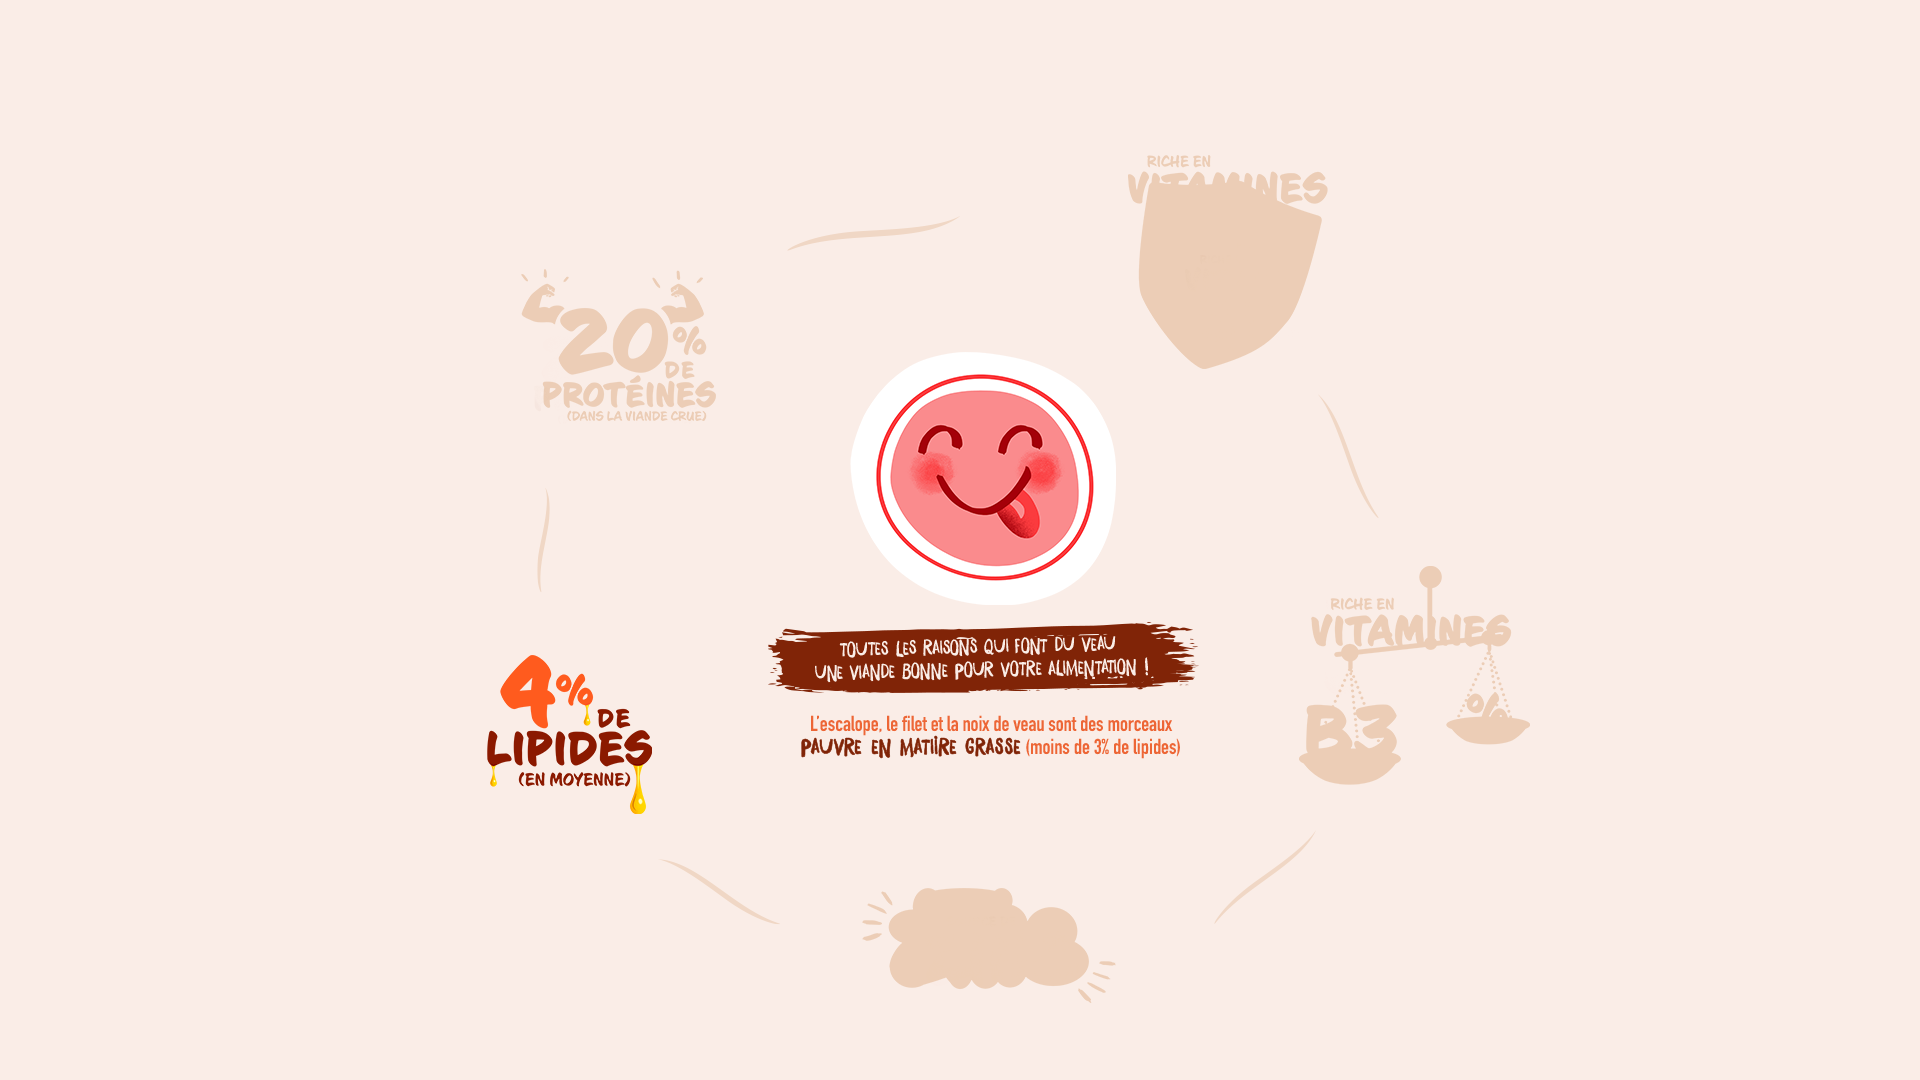 RICHE EN
VITAMINES
20%
DE
PROTÉINES
(DANS LA VIANDE CRUE)
TOUTES LES RAISONS QUI FONT DU VEAU
UNE VIANDE BONNE POUR VOTRE ALIMENTATION !
L'escalope, le filet et la noix de veau sont des morceaux
PAUVRE EN MATIÎRE GRASSE (moins de 3% de lipides)
4%
DE
LIPIDES
(EN MOYENNE)
RICHE EN
VITAMINES
B3
%